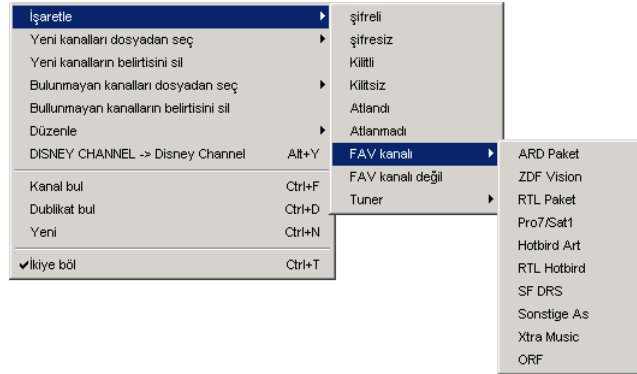 İşaretle
Yeni kanalları dosyadan seç
Yeni kanalların belirtisini sil
Bulunmayan kanalları dosyadan seç
Bullunmayan kanalların belirtisini sil
Düzenle
DISNEY CHANNEL -> Disney Channel Alt+Y
Kanal bul Ctrl+F
Dublikat bul Ctrl+D
Yeni Ctrl+N
İkiye böl Ctrl+T
şifreli
şifresiz
Kilitli
Kilitsiz
Atlandı
Atlanmadı
FAV kanalı
FAV kanalı değil
Tuner
ARD Paket
ZDF Vision
RTL Paket
Pro7/Sat1
Hotbird Art
RTL Hotbird
SF DRS
Sonstige As
Xtra Music
ORF